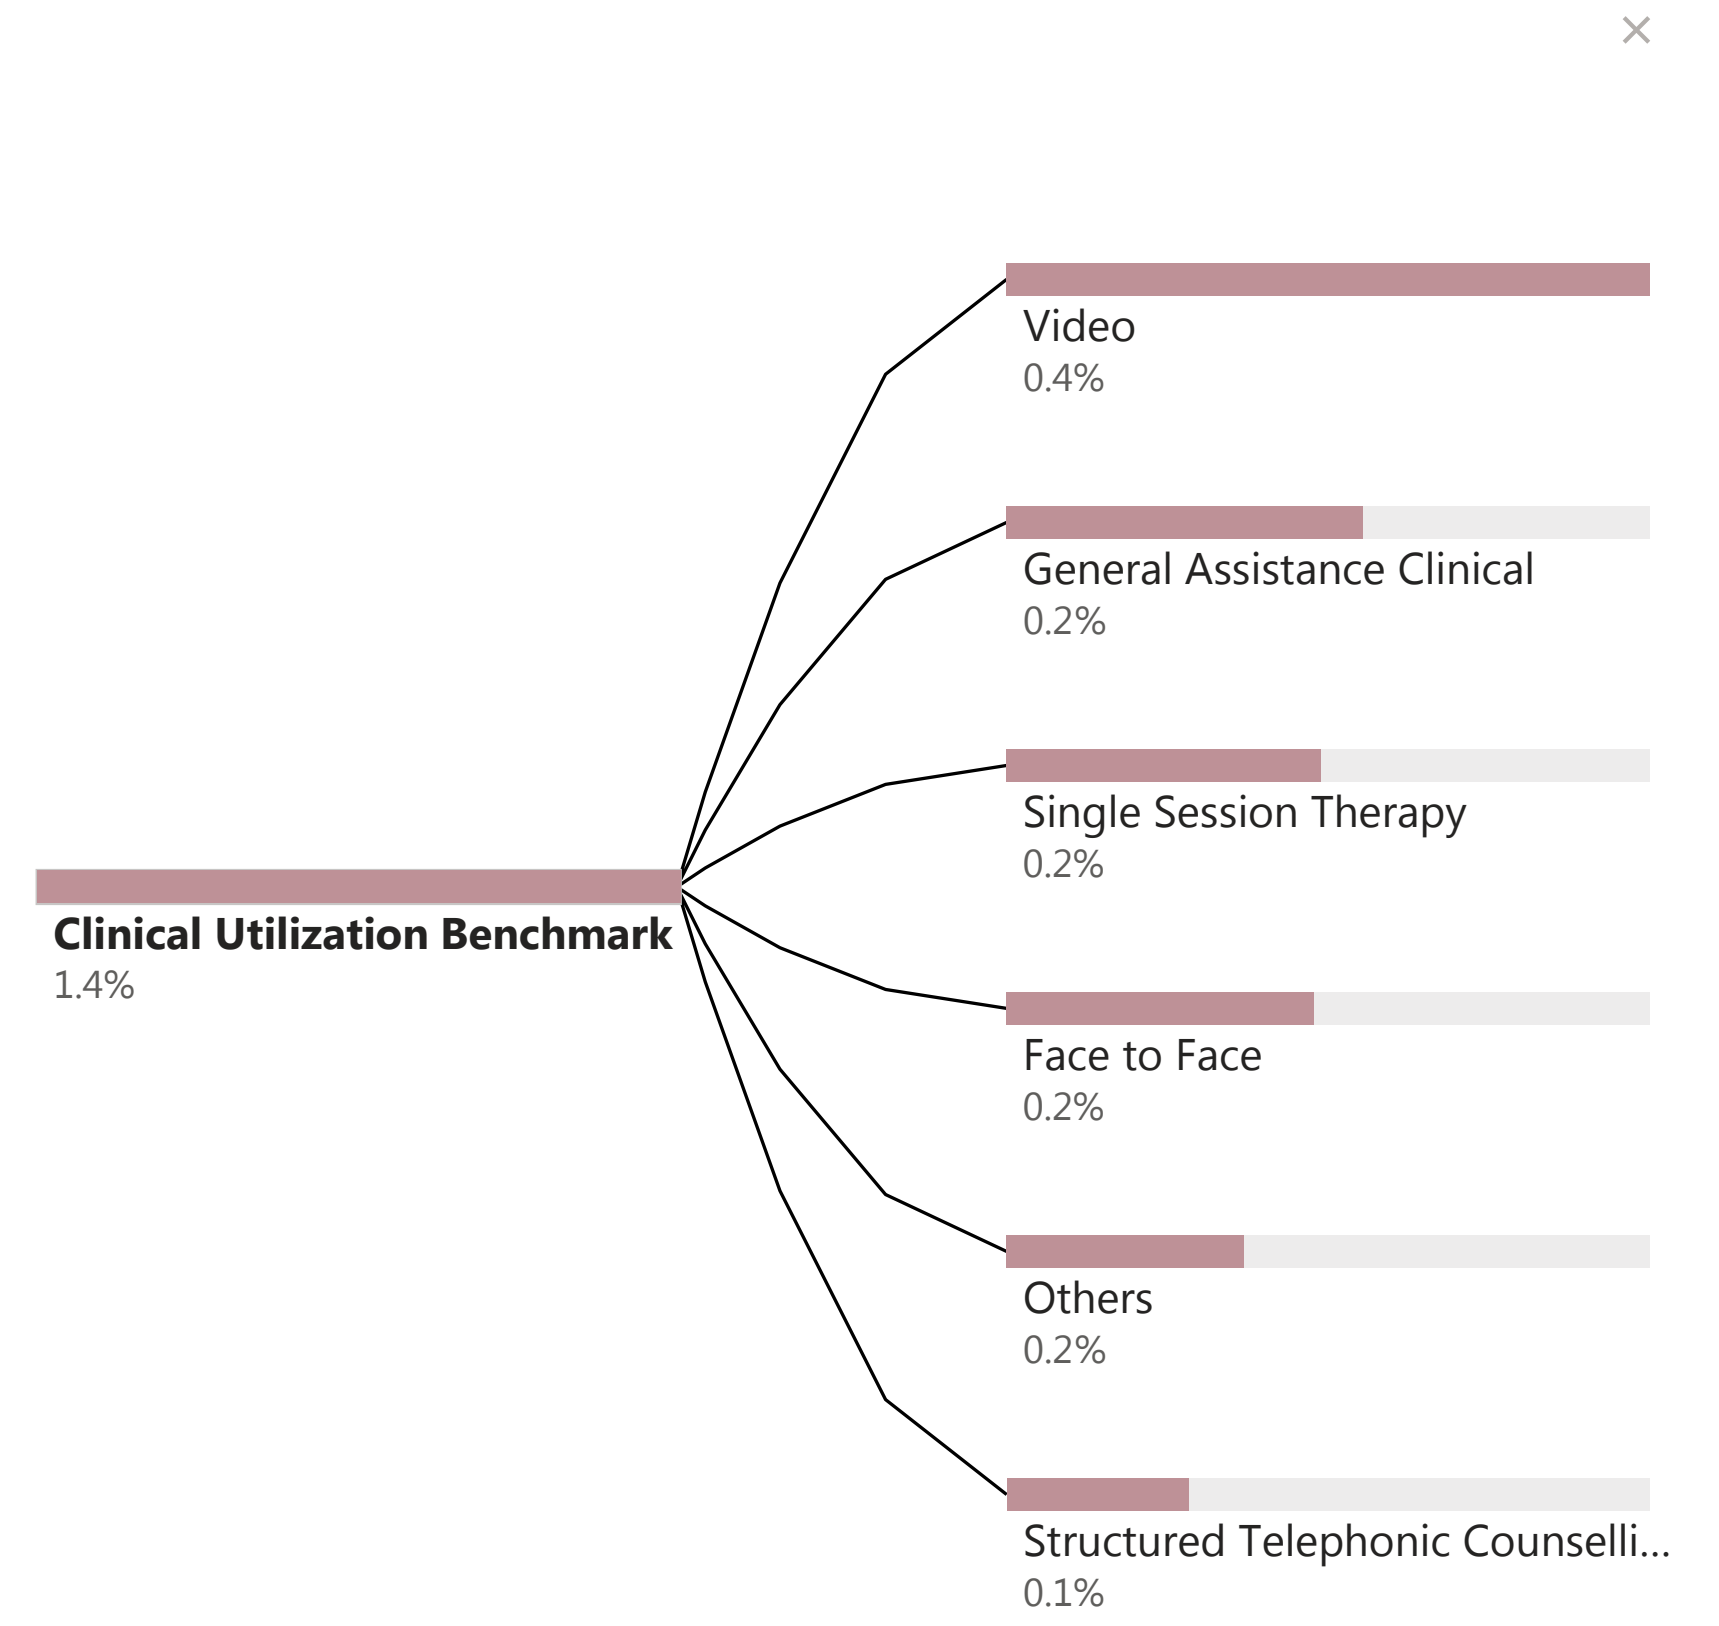 Video
0.4%
General Assistance Clinical
0.2%
Single Session Therapy
0.2%
Clinical Utilization Benchmark
1.4%
Face to Face
0.2%
Others
0.2%
Structured Telephonic Counselli...
0.1%